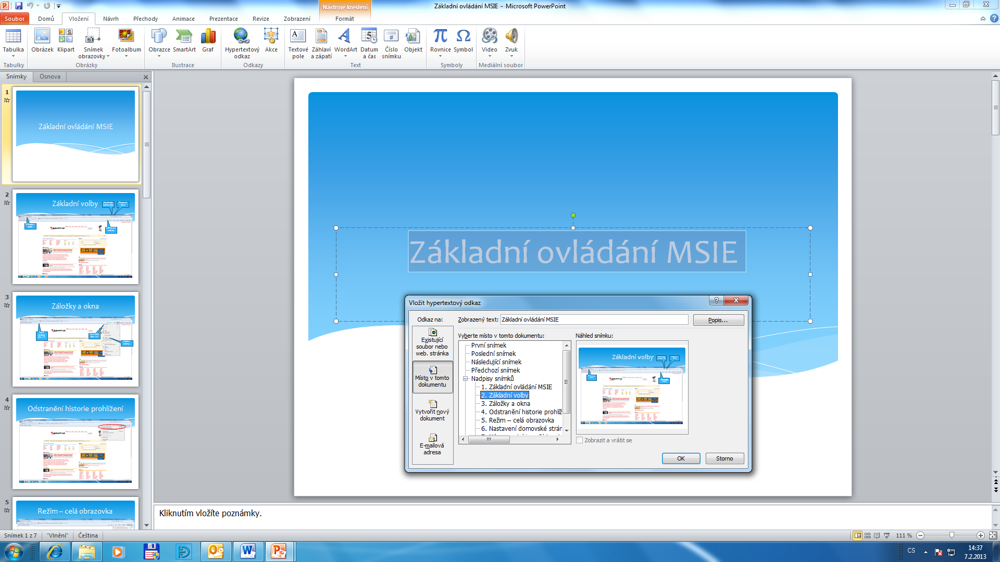 Základní ovládání MSIE - Microsoft PowerPoint
Nástroje kreslení
Soubor Domů Vložení Návrh Přechody Animace Prezentace Revize Zobrazení Formát
Tabulka Obrázek Klipart Snímek obrazovky Fotoalbum Obrazce SmartArt Graf Hypertextový odkaz Akce Textové pole Záhlaví a zápatí WordArt Datum a čas Číslo snímku Objekt Rovnice Symbol Video Zvuk
Tabulky Obrázky Ilustrace Odkazy Text Symboly Mediální soubor
Snímky Osnova
1
Základní ovládání MSIE
2
Základní volby
3
Záložky a okna
4
Odstranění historie prohlížení
5
Režim – celá obrazovka
Základní ovládání MSIE
Vložit hypertextový odkaz
Odkaz na:
Zobrazený text: Základní ovládání MSIE
Popis...
Existující soubor nebo web. stránka
Místo v tomto dokumentu
Vytvořit nový dokument
E-mailová adresa
Vyberte místo v tomto dokumentu:
První snímek
Poslední snímek
Následující snímek
Předchozí snímek
Nadpisy snímků
1. Základní ovládání MSIE
2. Základní volby
3. Záložky a okna
4. Odstranění historie prohlíž
5. Režim – celá obrazovka
6. Nastavení domovské strán
Náhled snímku:
Základní volby
Zobrazit a vrátit se
OK Storno
Kliknutím vložíte poznámky.
Snímek 1 z 7 "Vlnění" Čeština 111 %
CS 14:37
7.2.2013